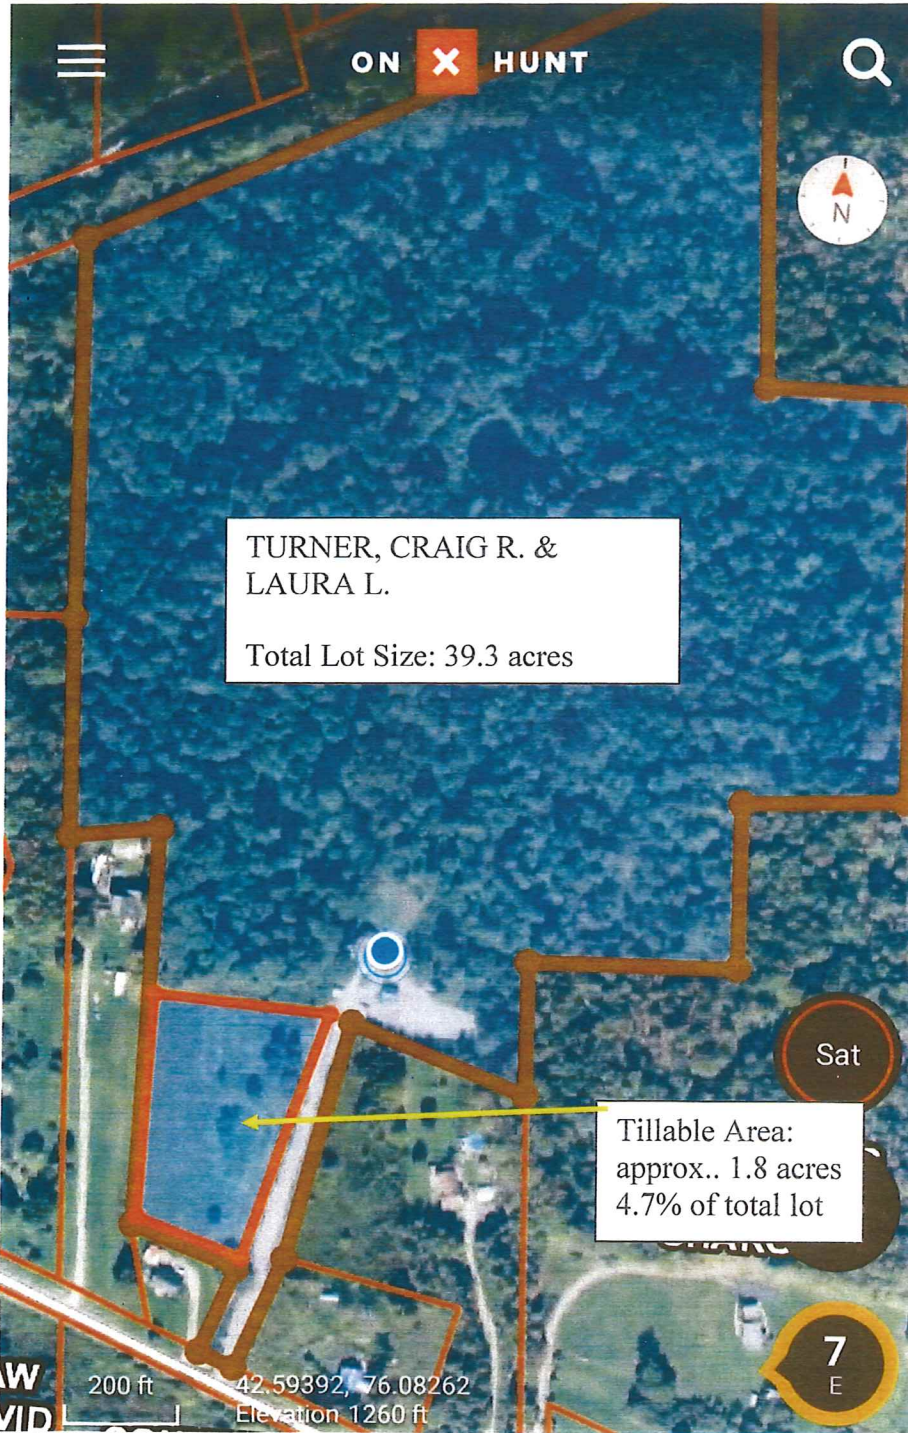 ON X HUNT
N
TURNER, CRAIG R. &
LAURA L.
Total Lot Size: 39.3 acres
Sat
Tillable Area:
approx.. 1.8 acres
4.7% of total lot
7
E
200 ft
42.59392, 76.08262
Elevation 1260 ft